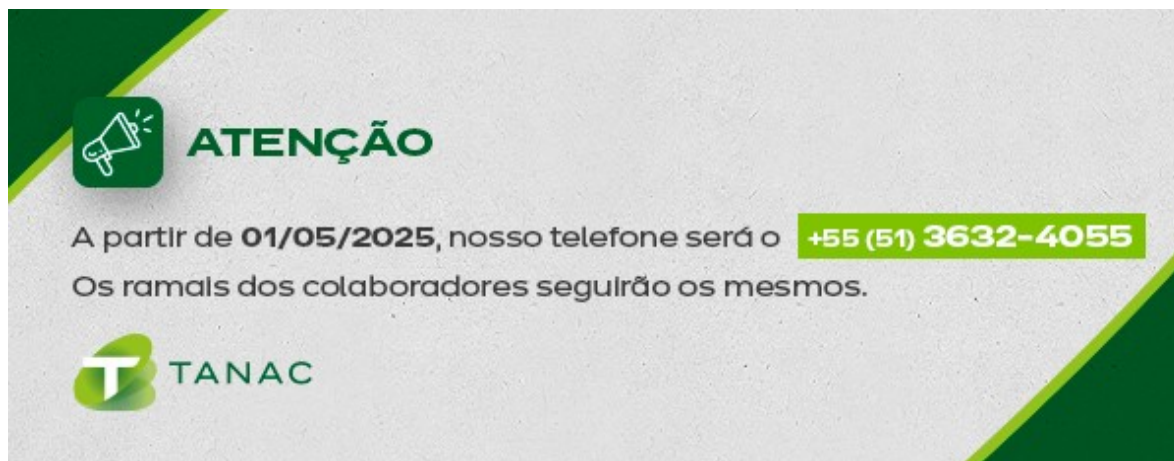 ATENÇÃO
A partir de 01/05/2025, nosso telefone será o +55 (51) 3632-4055
Os ramais dos colaboradores seguirão os mesmos.
T TANAC